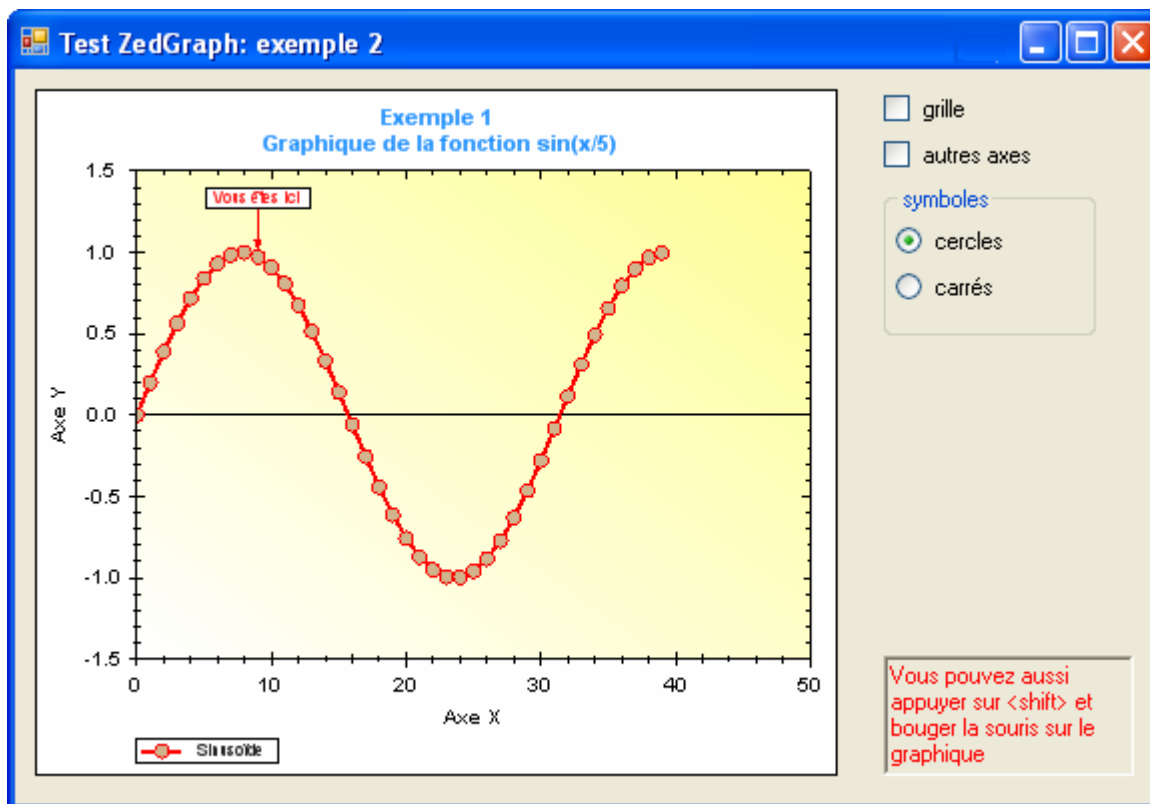 Test ZedGraph: exemple 2
Exemple 1
Graphique de la fonction sin(x/5)
1.5
1.0
0.5
0.0
-0.5
-1.0
-1.5
Axe Y
Vous êtes ici
0
10
20
30
40
50
Axe X
Sinusoïde
grille
autres axes
symboles
cercles
carrés
Vous pouvez aussi
appuyer sur <shift> et
bouger la souris sur le
graphique